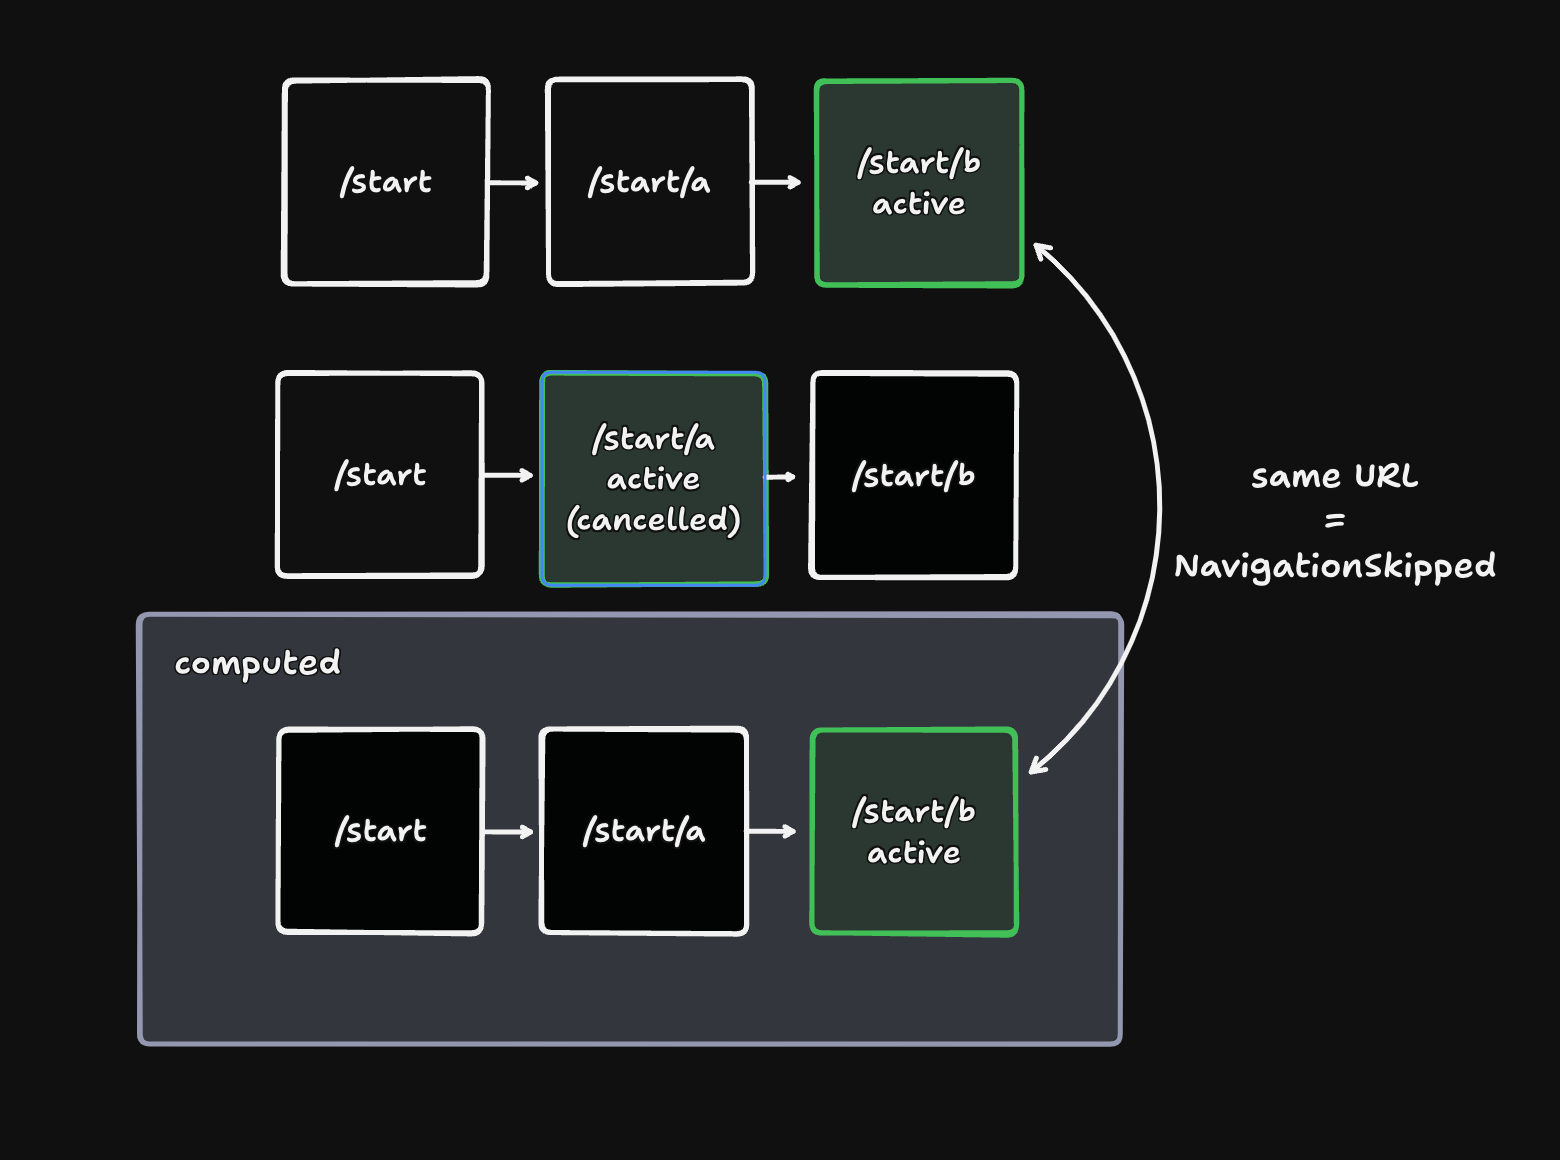 /start
/start/a
/start/b
active
/start
/start/a
active
(cancelled)
/start/b
same URL
=
NavigationSkipped
computed
/start
/start/a
/start/b
active